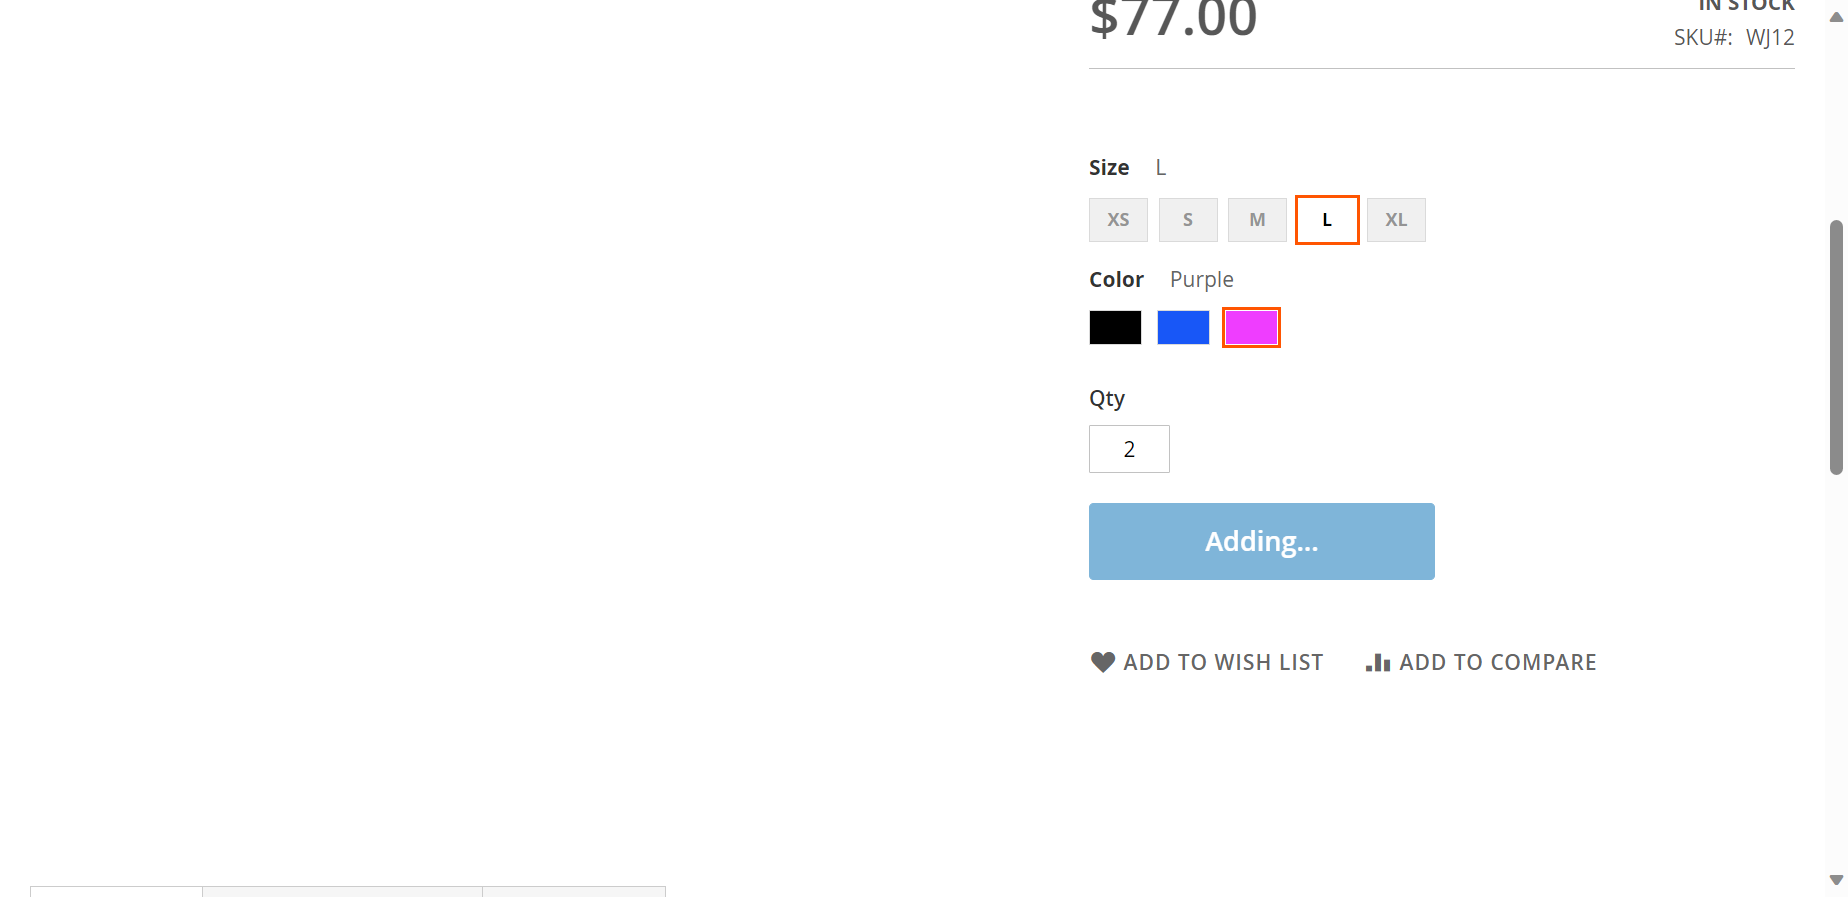 $77.00
IN STOCK
SKU#: WJ12
Size L
XS S M L XL
Color Purple
Qty
2
Adding...
ADD TO WISH LIST ADD TO COMPARE